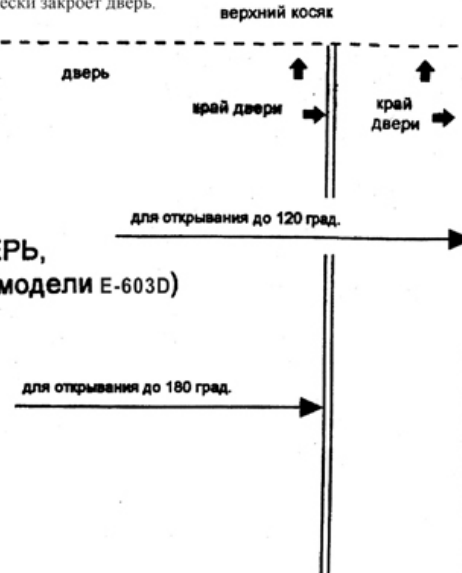 ески закроет дверь.
верхний косяк
дверь
край двери
край
двери
для открывания до 120 град.
ЕРЬ,
модели E-603D)
для открывания до 180 град.